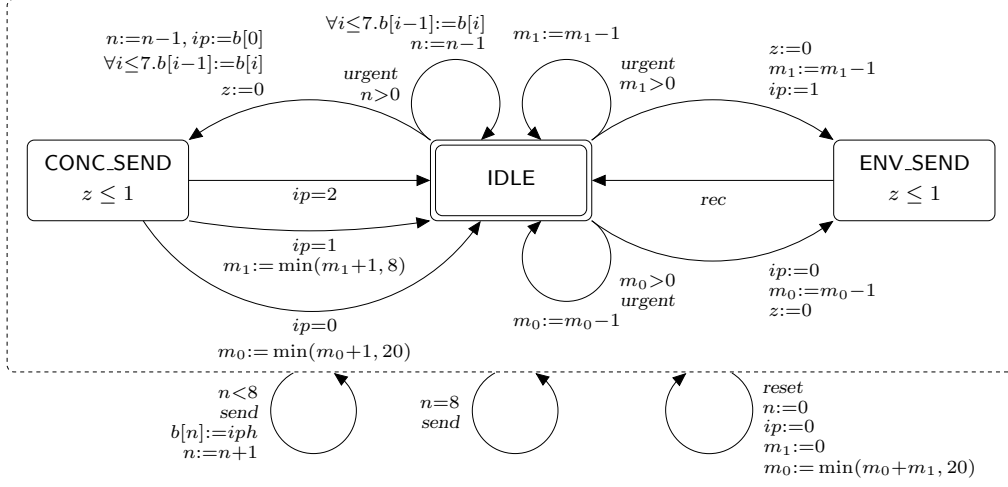 n:=n−1, ip:=b[0]
∀i≤7.b[i−1]:=b[i]
z:=0
∀i≤7.b[i−1]:=b[i]
n:=n−1
urgent
n>0
m₁:=m₁−1
urgent
m₁>0
z:=0
m₁:=m₁−1
ip:=1
CONC_SEND
z ≤ 1
IDLE
ENV_SEND
z ≤ 1
ip=2
rec
ip=1
m₁:= min(m₁+1, 8)
ip=0
m₀:= min(m₀+1, 20)
m₀>0
urgent
m₀:=m₀−1
ip:=0
m₀:=m₀−1
z:=0
n<8
send
b[n]:=iph
n:=n+1
n=8
send
reset
n:=0
ip:=0
m₁:=0
m₀:= min(m₀+m₁, 20)